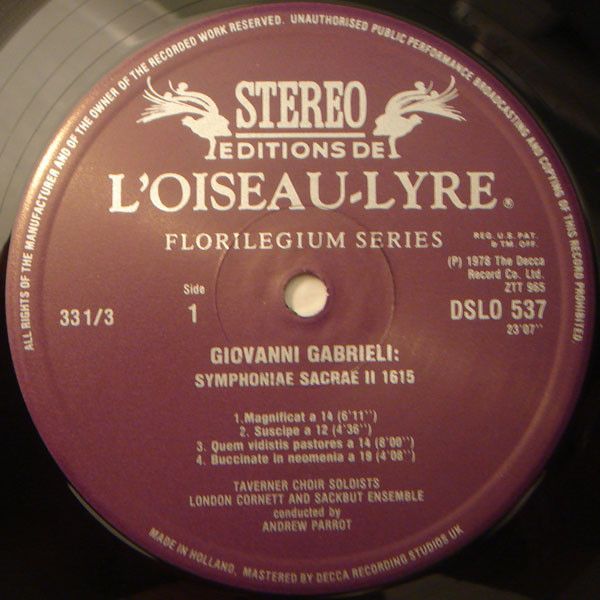 ALL RIGHTS OF THE MANUFACTURER AND OF THE OWNER OF THE RECORDED WORK RESERVED. UNAUTHORISED PUBLIC PERFORMANCE BROADCASTING AND COPYING OF THIS RECORD PROHIBITED
STEREO
EDITIONS DE
L'OISEAU-LYRE®
FLORILEGIUM SERIES
REG. U.S. PAT.
& TM. OFF.
(P) 1978 The Decca
Record Co. Ltd.
ZTT 965
33 1/3
Side
1
DSLO 537
23'07''
GIOVANNI GABRIELI:
SYMPHONIAE SACRAE II 1615
1.Magnificat a 14 (6'11'')
2. Suscipe a 12 (4'36'')
3. Quem vidistis pastores a 14 (8'00'')
4. Buccinate in neomenia a 19 (4'08'')
TAVERNER CHOIR SOLOISTS
LONDON CORNETT AND SACKBUT ENSEMBLE
conducted by
ANDREW PARROT
MADE IN HOLLAND, MASTERED BY DECCA RECORDING STUDIOS UK